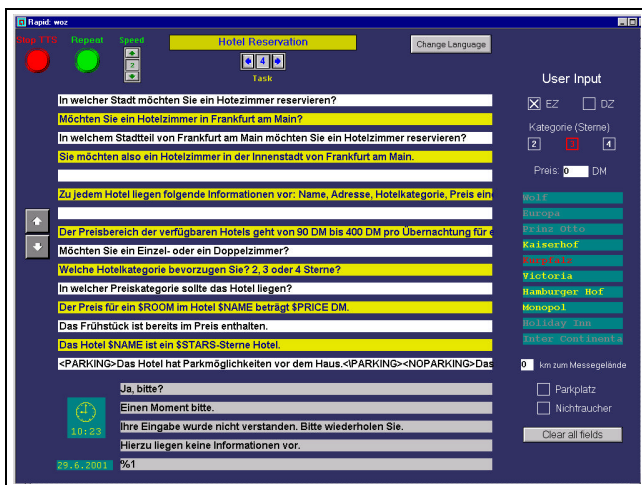 Rapid: woz
Stop TTS
Repeat
Speed
2
Hotel Reservation
4
Task
Change Language
In welcher Stadt möchten Sie ein Hotezimmer reservieren?
Möchten Sie ein Hotelzimmer in Frankfurt am Main?
In welchem Stadtteil von Frankfurt am Main möchten Sie ein Hotelzimmer reservieren?
Sie möchten also ein Hotelzimmer in der Innenstadt von Frankfurt am Main.
Zu jedem Hotel liegen folgende Informationen vor: Name, Adresse, Hotelkategorie, Preis eine
Der Preisbereich der verfügbaren Hotels geht von 90 DM bis 400 DM pro Übernachtung für e
Möchten Sie ein Einzel- oder ein Doppelzimmer?
Welche Hotelkategorie bevorzugen Sie? 2, 3 oder 4 Sterne?
In welcher Preiskategorie sollte das Hotel liegen?
Der Preis für ein $ROOM im Hotel $NAME beträgt $PRICE DM.
Das Frühstück ist bereits im Preis enthalten.
Das Hotel $NAME ist ein $STARS-Sterne Hotel.
<PARKING>Das Hotel hat Parkmöglichkeiten vor dem Haus.<\PARKING><NOPARKING>Das
Ja, bitte?
Einen Moment bitte.
Ihre Eingabe wurde nicht verstanden. Bitte wiederholen Sie.
Hierzu liegen keine Informationen vor.
%1
10:23
29.6.2001
User Input
EZ DZ
Kategorie (Sterne)
2 3 4
Preis: 0 DM
Wolf
Europa
Prinz Otto
Kaiserhof
Kurpfalz
Victoria
Hamburger Hof
Monopol
Holiday Inn
Inter Continenta
0 km zum Messegelände
Parkplatz
Nichtraucher
Clear all fields